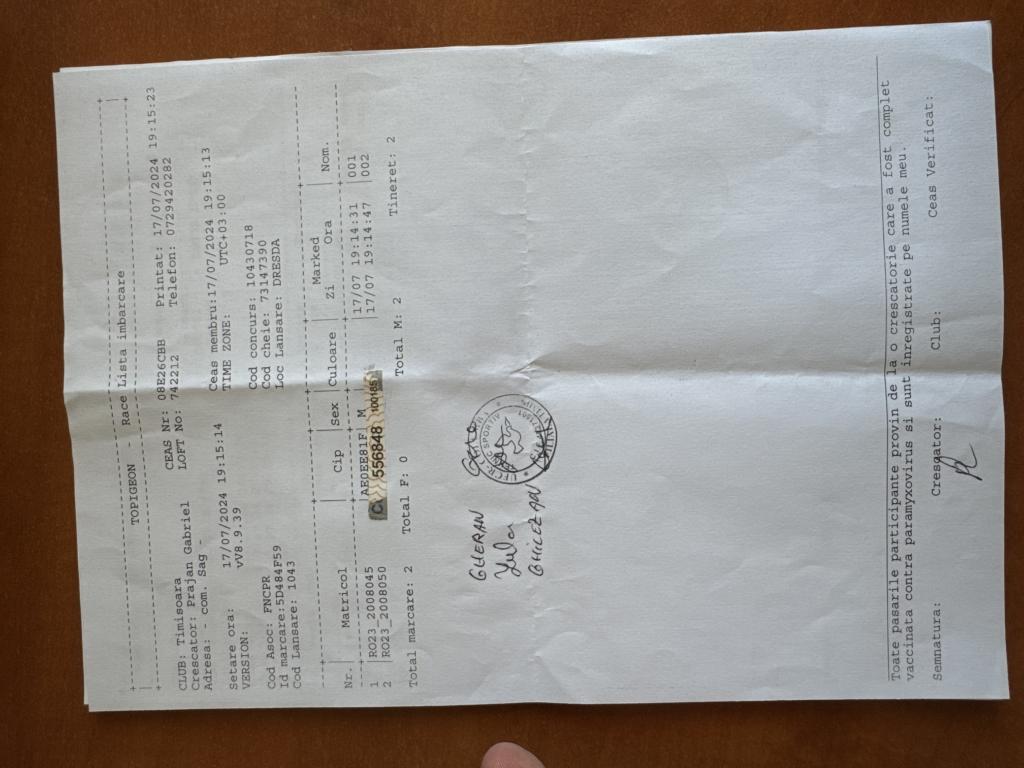 TOPIGEON - Race Lista imbarcare
CLUB: Timisoara CEAS Nr: 08E26CBB Printat: 17/07/2024 19:15:23
Crescator: Prajan Gabriel LOFT No: 742212 Telefon: 0729420282
Adresa: - com. Sag -
Setare ora: 17/07/2024 19:15:14 Ceas membru:17/07/2024 19:15:13
VERSION: vV8.9.39 TIME ZONE: UTC+03:00
Cod Asoc: FNCPR Cod concurs: 10430718
Id marcare:5D484F59 Cod cheie: 73147390
Cod Lansare: 1043 Loc Lansare: DRESDA
Marked
Nr.| Matricol | Cip |Sex |Culoare | Zi Ora | Nom.
1 |RO23_2008045 |AE0EE81F| M |17/07 19:14:31 |001
2 |RO23_2008050 |17/07 19:14:47 |002
C 556848 100185
Total marcare: 2 Total F: 0 Total M: 2 Tineret: 2
GHERAN
Toate pasarile participante provin de la o crescatorie care a fost complet
vaccinata contra paramyxovirus si sunt inregistrate pe numele meu.
Semnatura: Crescator: Club: Ceas Verificat: